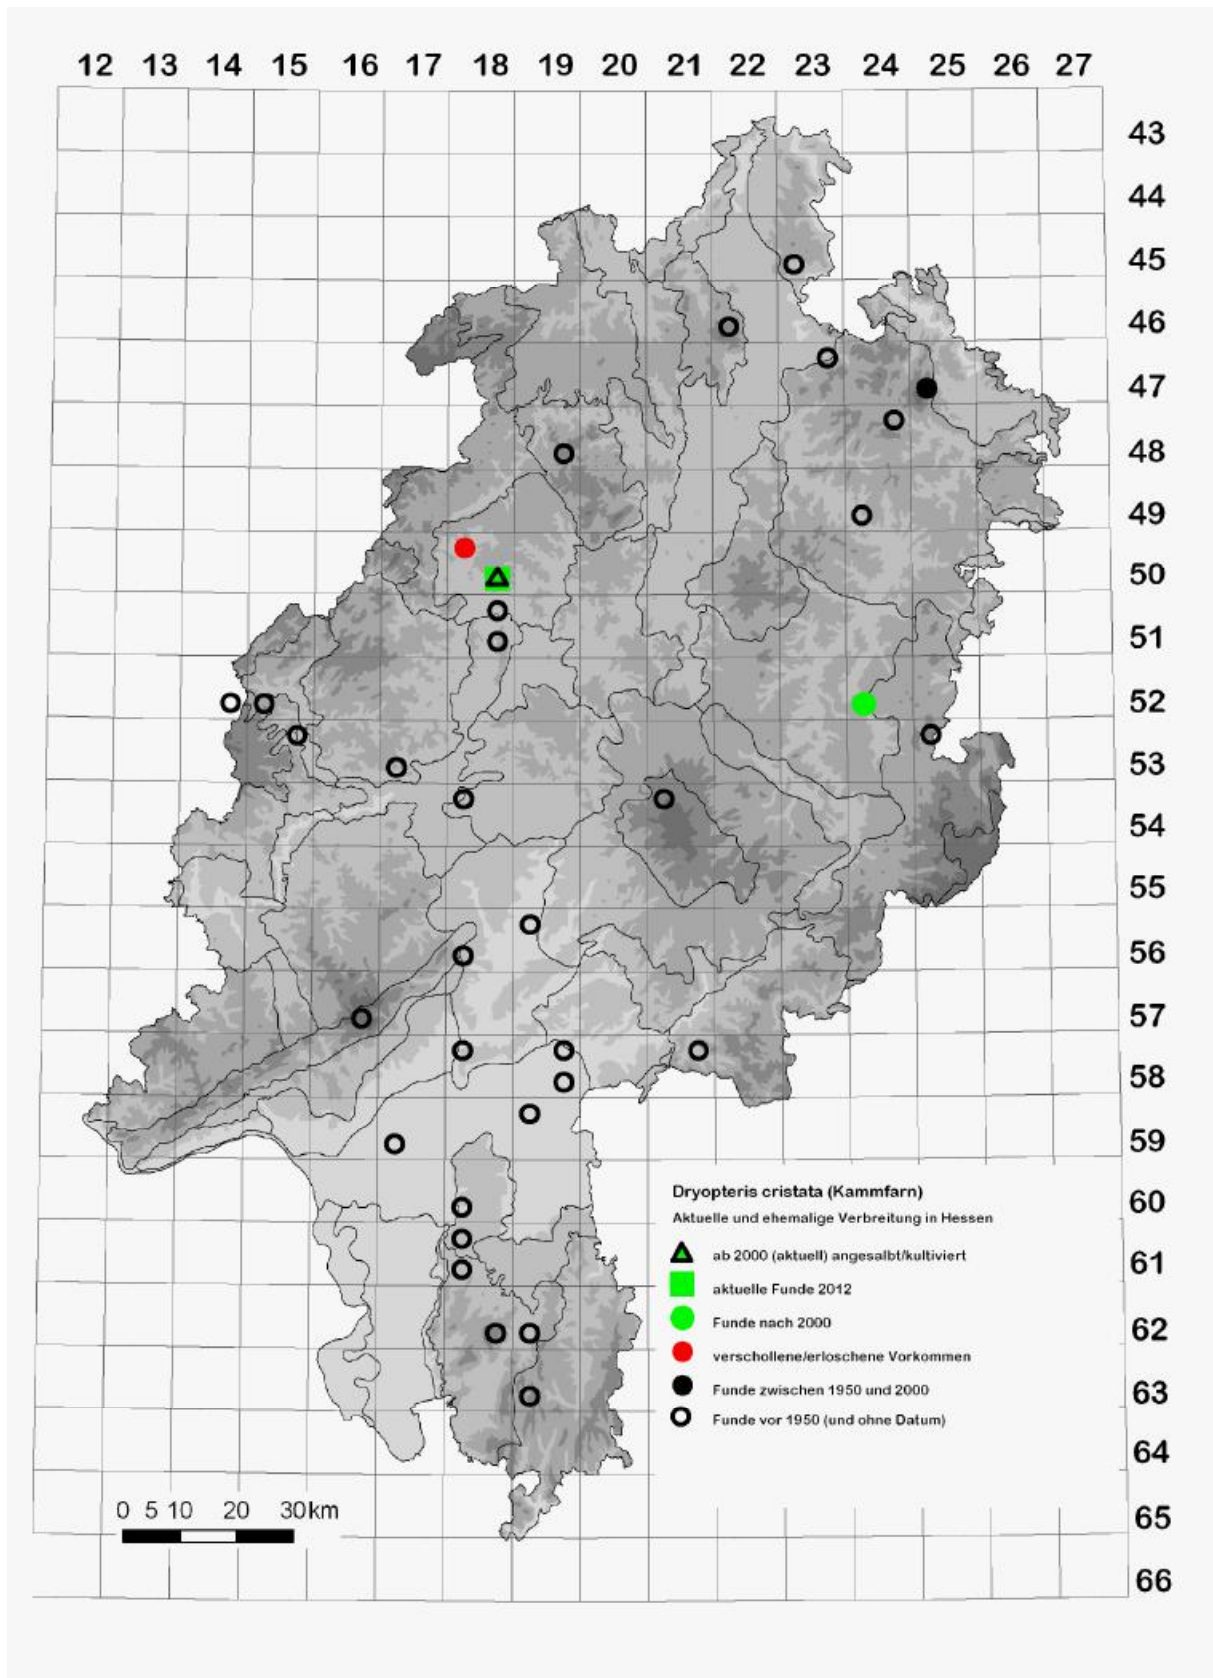 12 13 14 15 16 17 18 19 20 21 22 23 24 25 26 27
43
44
45
46
47
48
49
50
51
52
53
54
55
56
57
58
59
60
61
62
63
64
65
66
Dryopteris cristata (Kammfarn)
Aktuelle und ehemalige Verbreitung in Hessen
ab 2000 (aktuell) angesalbt/kultiviert
aktuelle Funde 2012
Funde nach 2000
verschollene/erloschene Vorkommen
Funde zwischen 1950 und 2000
Funde vor 1950 (und ohne Datum)
0 5 10 20 30km